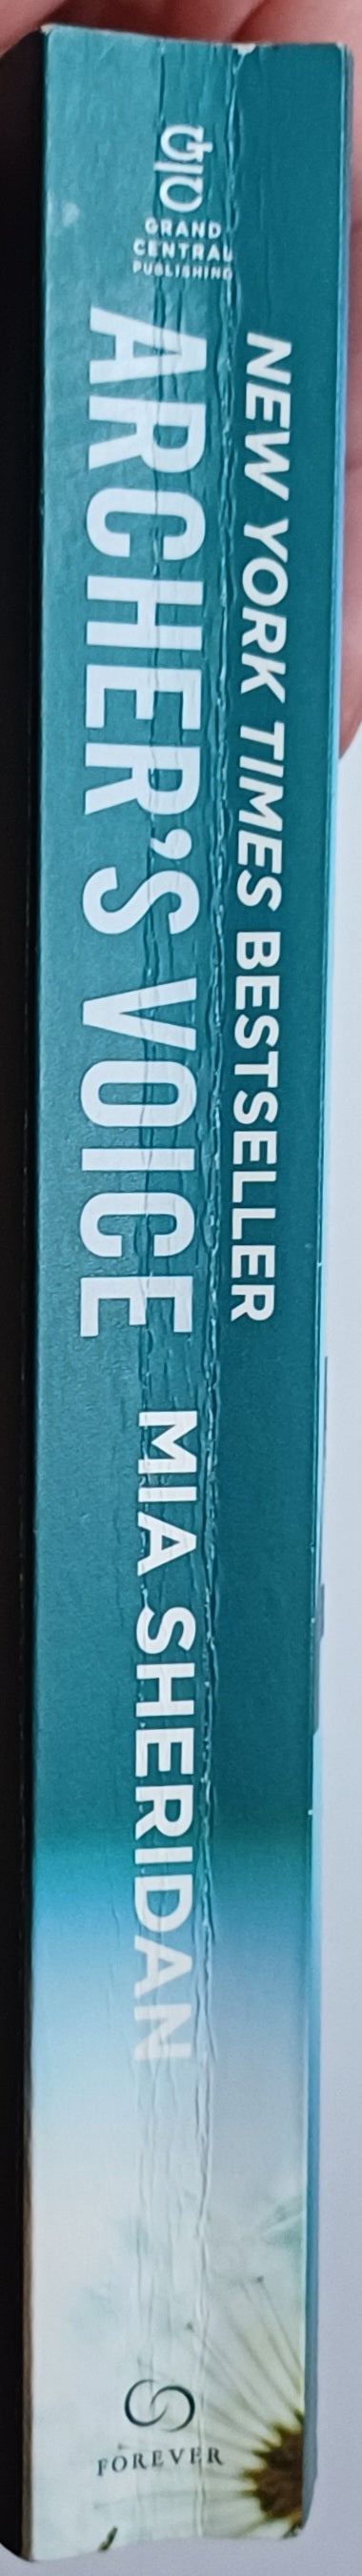 GRAND
CENTRAL
PUBLISHING
NEW YORK TIMES BESTSELLER
ARCHER'S VOICE
MIA SHERIDAN
FOREVER